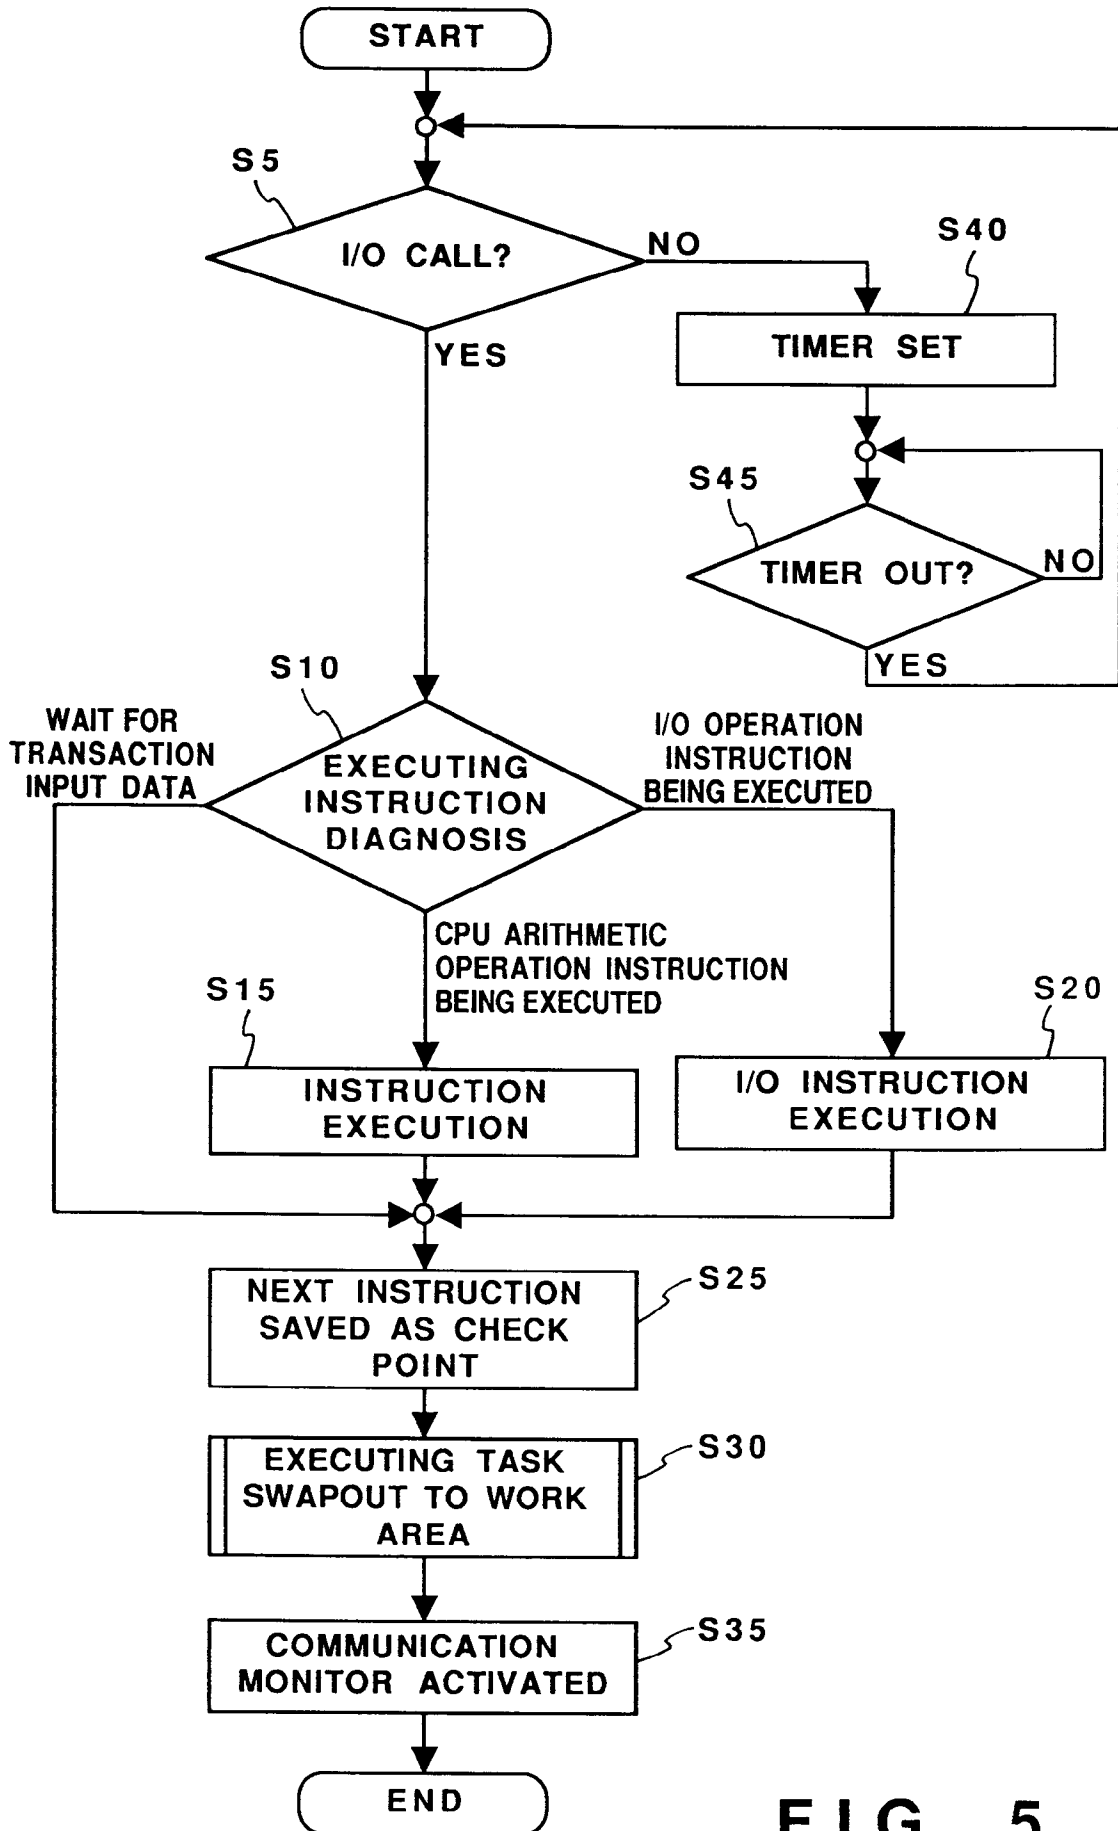 START
S5
I/O CALL?
NO
S40
TIMER SET
YES
S45
TIMER OUT?
NO
YES
S10
WAIT FOR
TRANSACTION
INPUT DATA
EXECUTING
INSTRUCTION
DIAGNOSIS
I/O OPERATION
INSTRUCTION
BEING EXECUTED
CPU ARITHMETIC
OPERATION INSTRUCTION
BEING EXECUTED
S15
INSTRUCTION
EXECUTION
S20
I/O INSTRUCTION
EXECUTION
NEXT INSTRUCTION
SAVED AS CHECK
POINT
S25
EXECUTING TASK
SWAPOUT TO WORK
AREA
S30
COMMUNICATION
MONITOR ACTIVATED
S35
END
FIG. 5